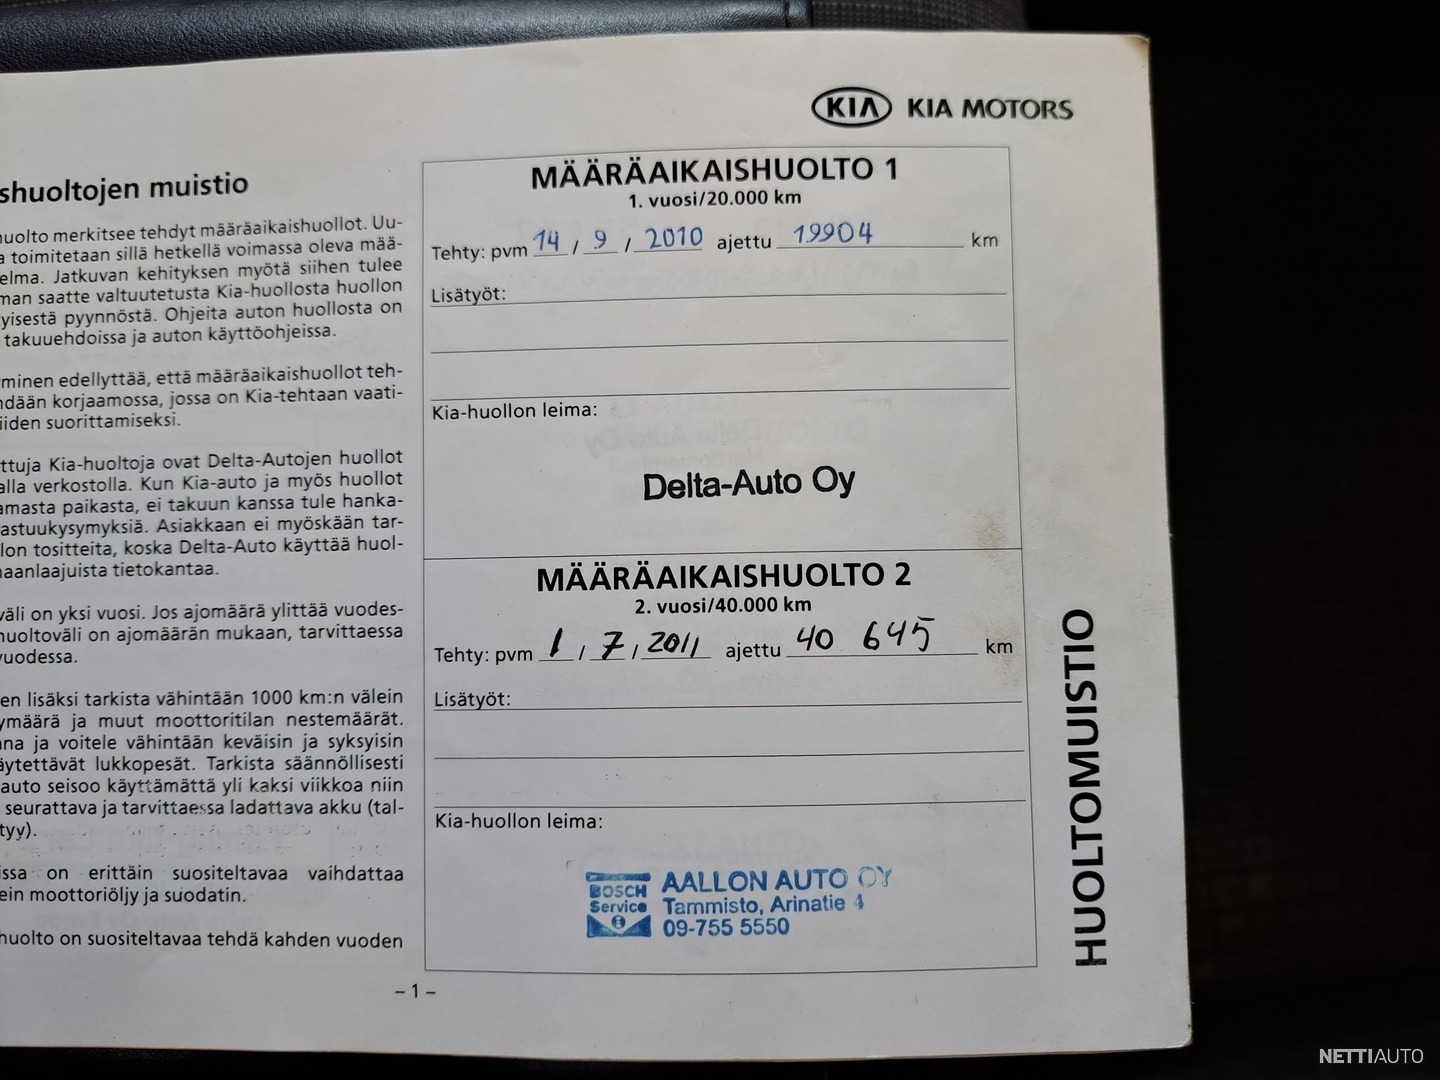 KIA KIA MOTORS
shuoltojen muistio
huolto merkitsee tehdyt määräaikaishuollot. Uu-
a toimitetaan sillä hetkellä voimassa oleva mää-
elma. Jatkuvan kehityksen myötä siihen tulee
man saatte valtuutetusta Kia-huollosta huollon
yisestä pyynnöstä. Ohjeita auton huollosta on
takuuehdoissa ja auton käyttöohjeissa.
minen edellyttää, että määräaikaishuollot teh-
hdään korjaamossa, jossa on Kia-tehtaan vaati-
iiden suorittamiseksi.
ttuja Kia-huoltoja ovat Delta-Autojen huollot
alla verkostolla. Kun Kia-auto ja myös huollot
amasta paikasta, ei takuun kanssa tule hanka-
astuukysymyksiä. Asiakkaan ei myöskään tar-
lon tositteita, koska Delta-Auto käyttää huol-
naanlaajuista tietokantaa.
väli on yksi vuosi. Jos ajomäärä ylittää vuodes-
huoltoväli on ajomäärän mukaan, tarvittaessa
vuodessa.
en lisäksi tarkista vähintään 1000 km:n välein
ymäärä ja muut moottoritilan nestemäärät.
na ja voitele vähintään keväisin ja syksyisin
äytettävät lukkopesät. Tarkista säännöllisesti
auto seisoo käyttämättä yli kaksi viikkoa niin
seurattava ja tarvittaessa ladattava akku (tal-
tyy).
issa on erittäin suositeltavaa vaihdattaa
ein moottoriöljy ja suodatin.
huolto on suositeltavaa tehdä kahden vuoden
MÄÄRÄAIKAISHUOLTO 1
1. vuosi/20.000 km
Tehty: pvm 14 / 9 / 2010 ajettu 19904 km
Lisätyöt:
Kia-huollon leima:
Delta-Auto Oy
MÄÄRÄAIKAISHUOLTO 2
2. vuosi/40.000 km
Tehty: pvm 1 / 7 / 2011 ajettu 40 645 km
Lisätyöt:
Kia-huollon leima:
BOSCH
Service
AALLON AUTO OY
Tammisto, Arinatie 4
09-755 5550
– 1 –
HUOLTOMUISTIO
NETTIAUTO